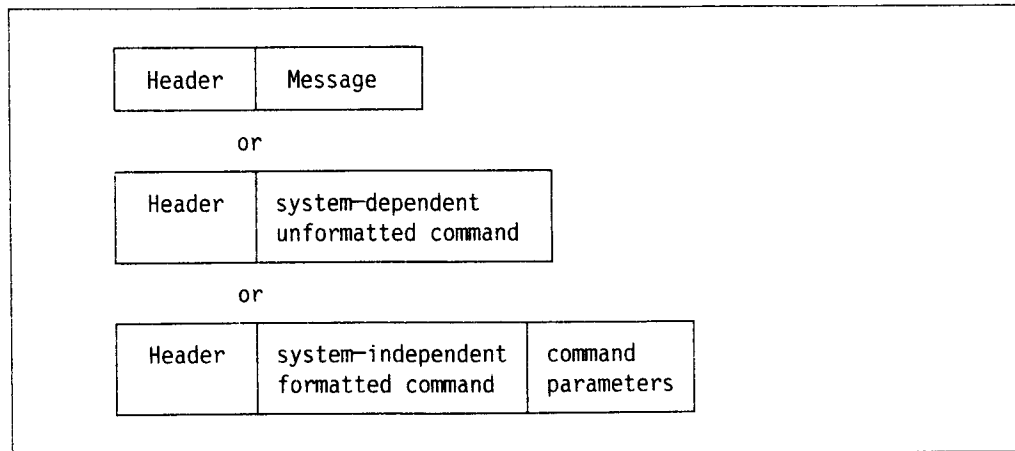 Header Message
or
Header system-dependent
unformatted command
or
Header system-independent command
formatted command parameters